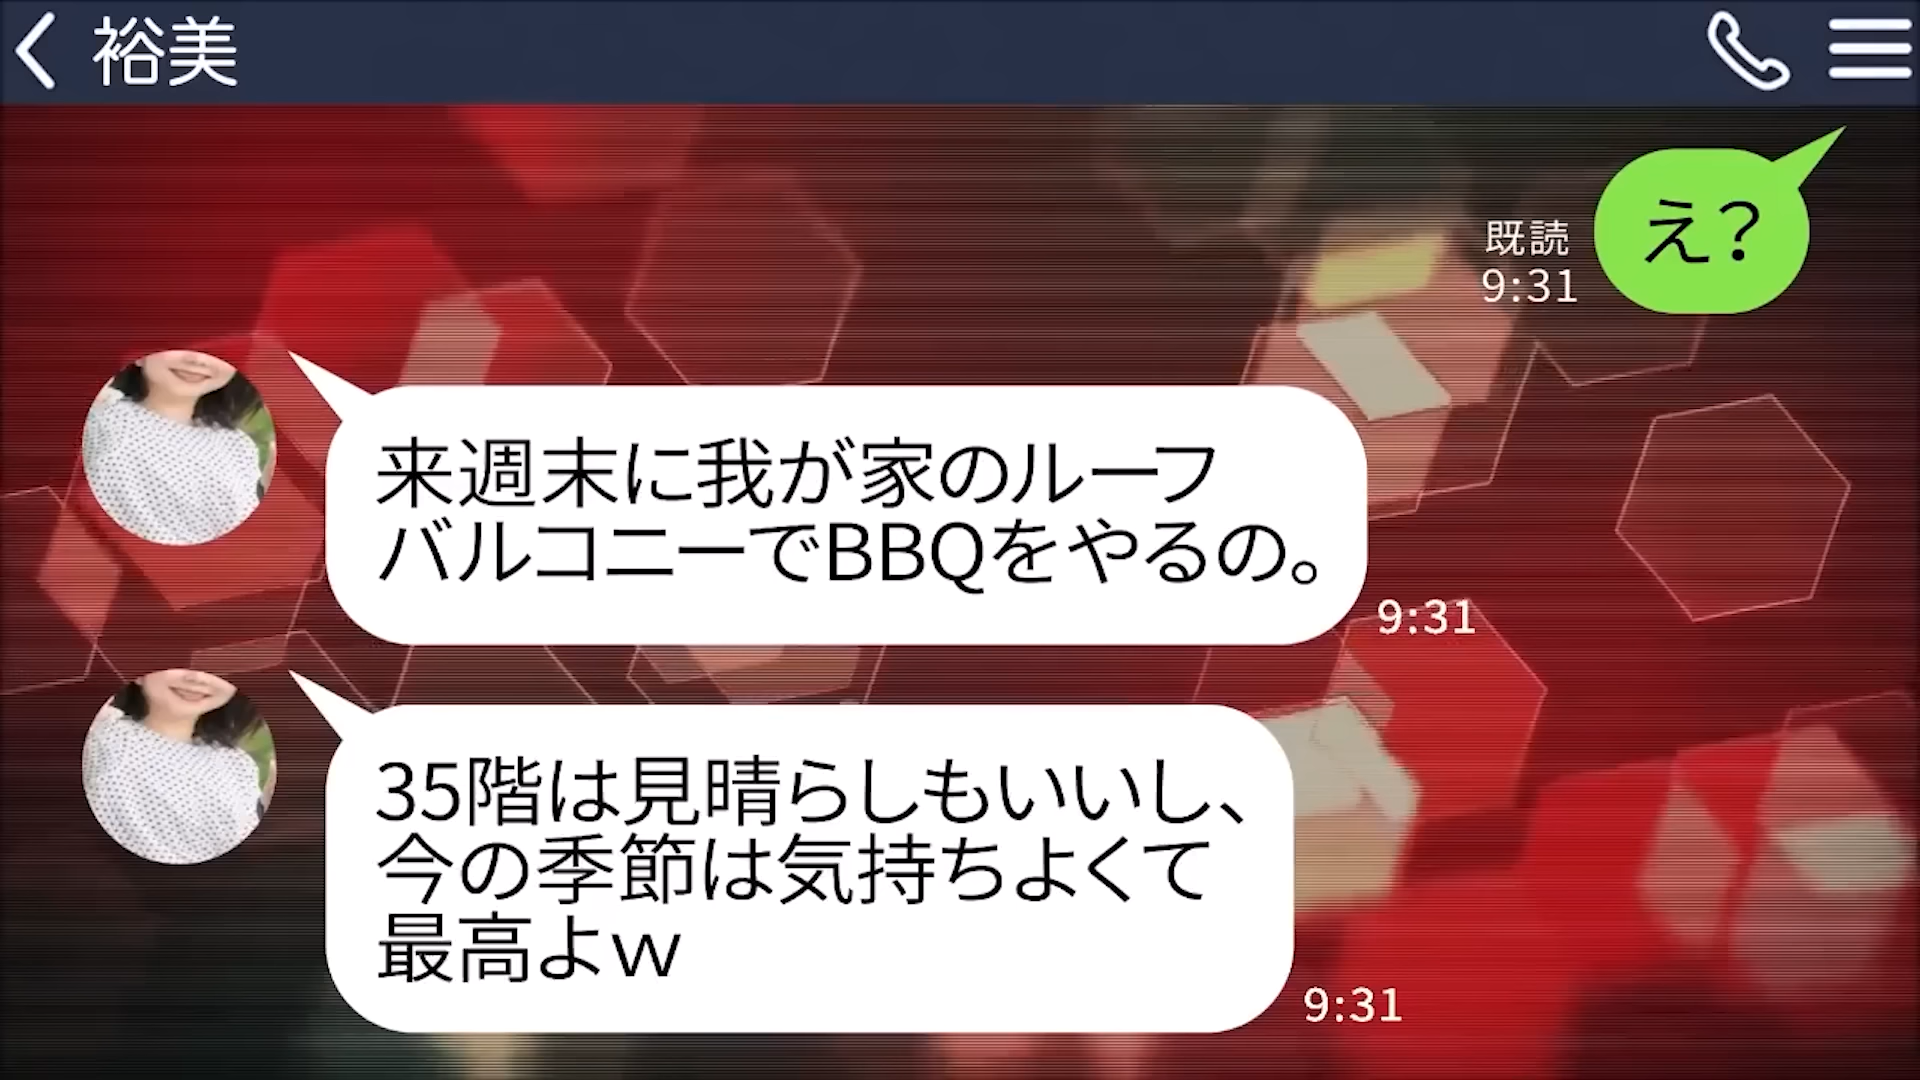 裕美
え?
既読
9:31
来週末に我が家のルーフ
バルコニーでBBQをやるの。
9:31
35階は見晴らしもいいし、
今の季節は気持ちよくて
最高よw
9:31